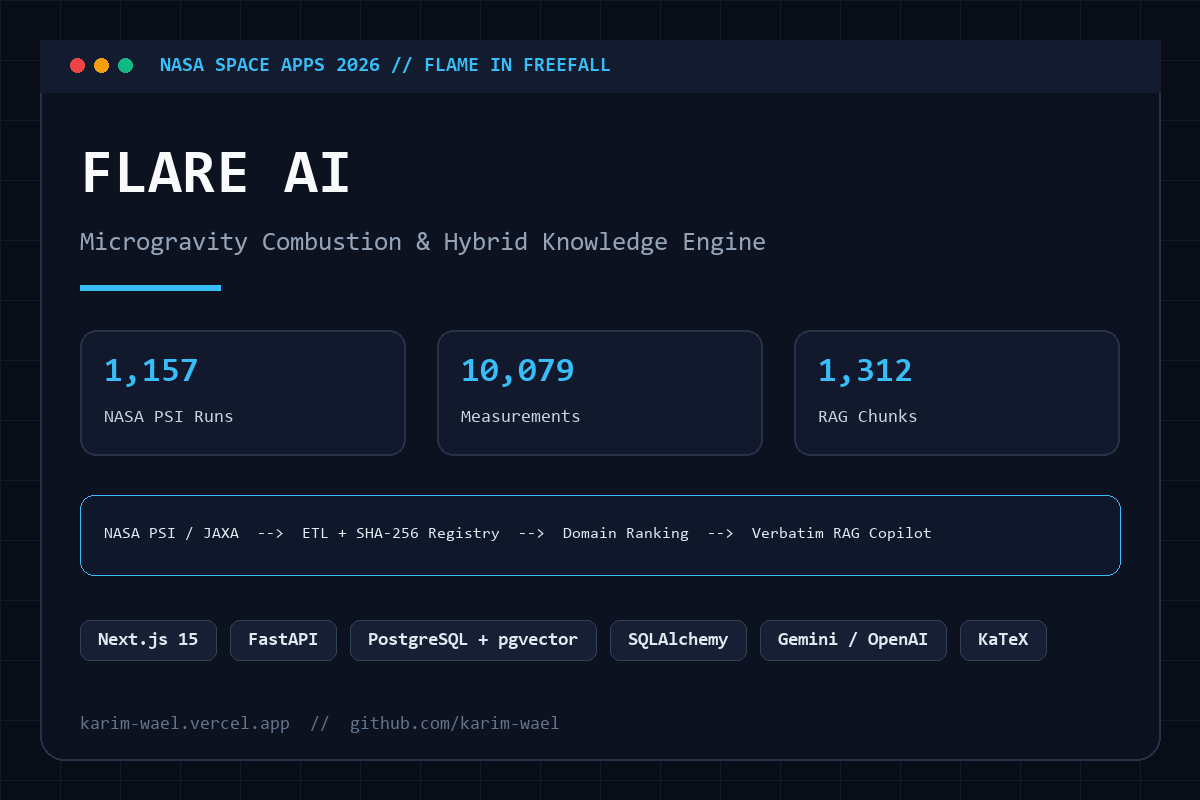 NASA SPACE APPS 2026 // FLAME IN FREEFALL
FLARE AI
Microgravity Combustion & Hybrid Knowledge Engine
1,157
NASA PSI Runs
10,079
Measurements
1,312
RAG Chunks
NASA PSI / JAXA --> ETL + SHA-256 Registry --> Domain Ranking --> Verbatim RAG Copilot
Next.js 15 FastAPI PostgreSQL + pgvector SQLAlchemy Gemini / OpenAI KaTeX
karim-wael.vercel.app // github.com/karim-wael